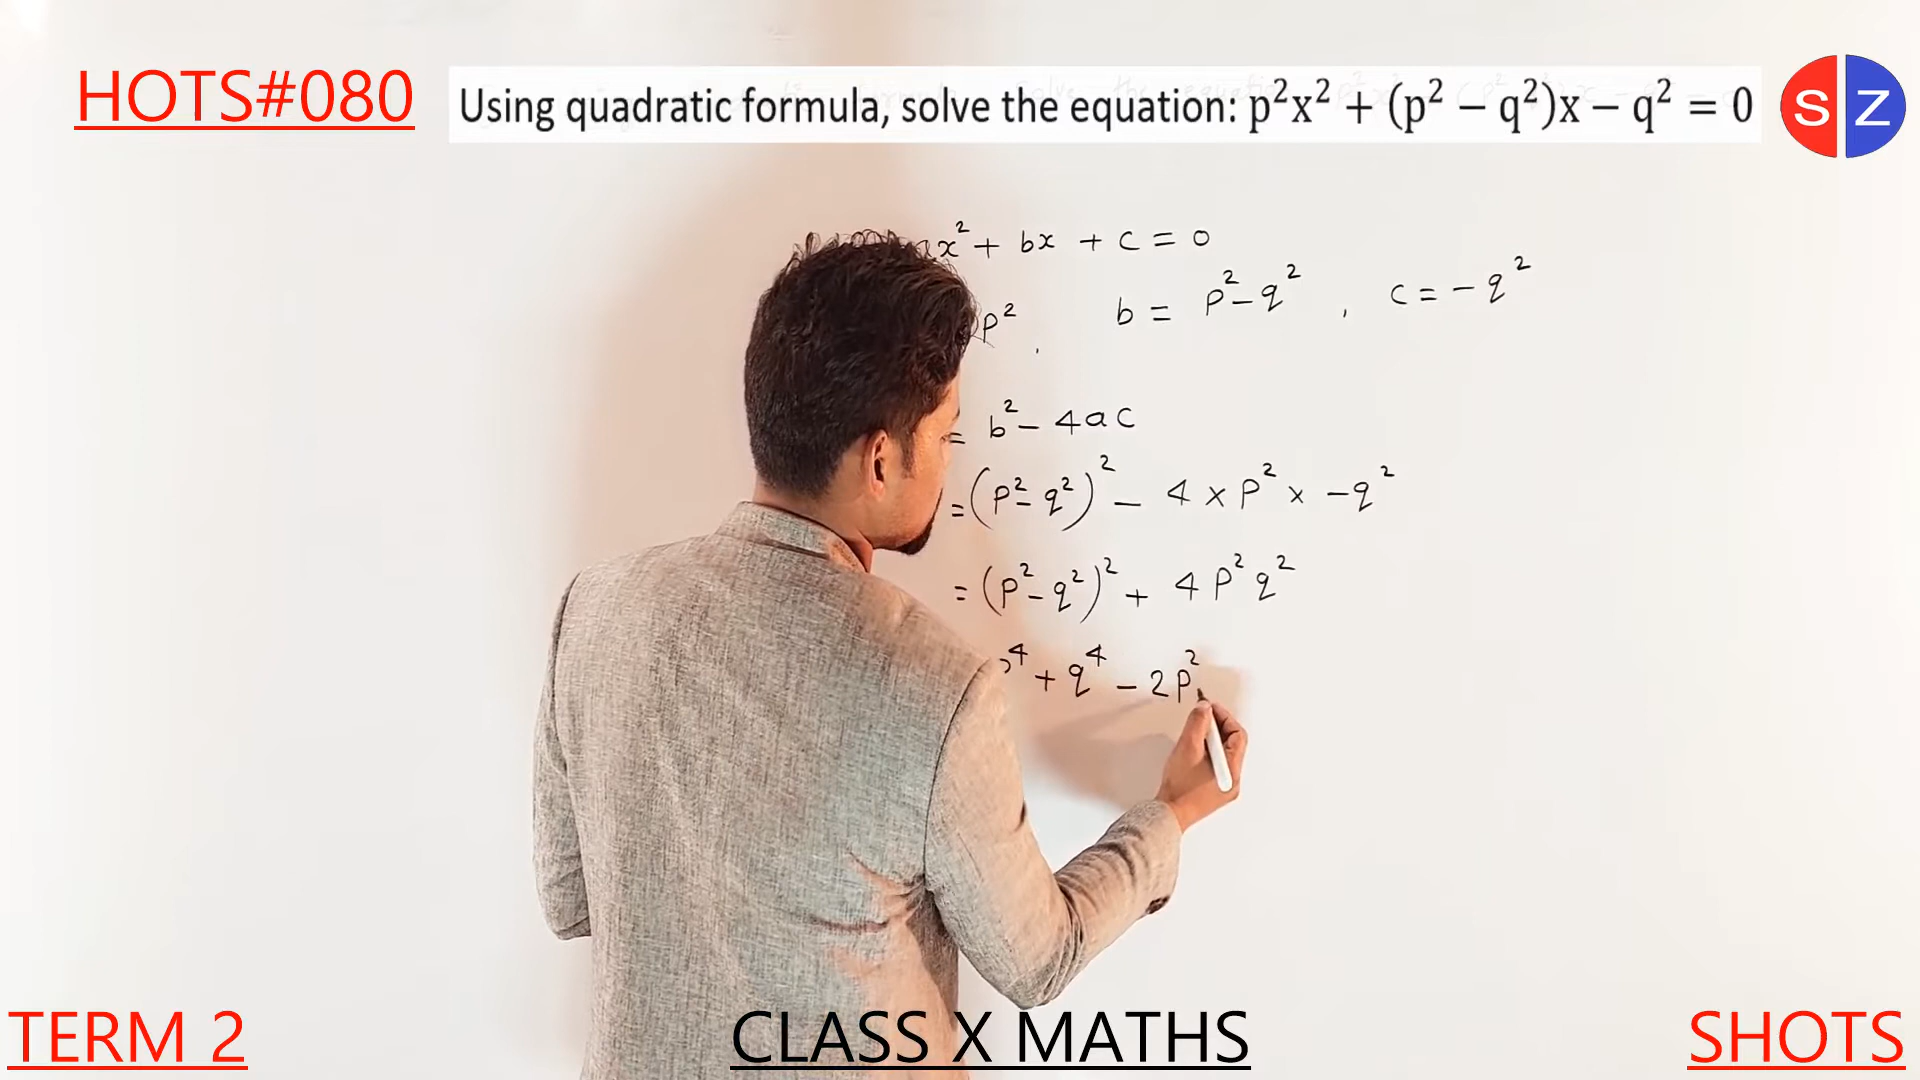 HOTS#080
Using quadratic formula, solve the equation: p²x² + (p² − q²)x − q² = 0
S Z
x² + bx + c = 0
p² , b = p² − q² , c = − q²
= b² − 4ac
= (p² − q²)² − 4 × p² × − q²
= (p² − q²)² + 4p²q²
⁴ + q⁴ − 2p²
TERM 2
CLASS X MATHS
SHOTS